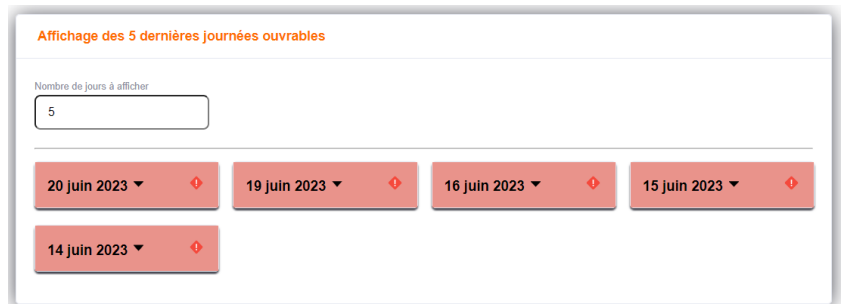 Affichage des 5 dernières journées ouvrables
Nombre de jours à afficher
5
20 juin 2023
19 juin 2023
16 juin 2023
15 juin 2023
14 juin 2023